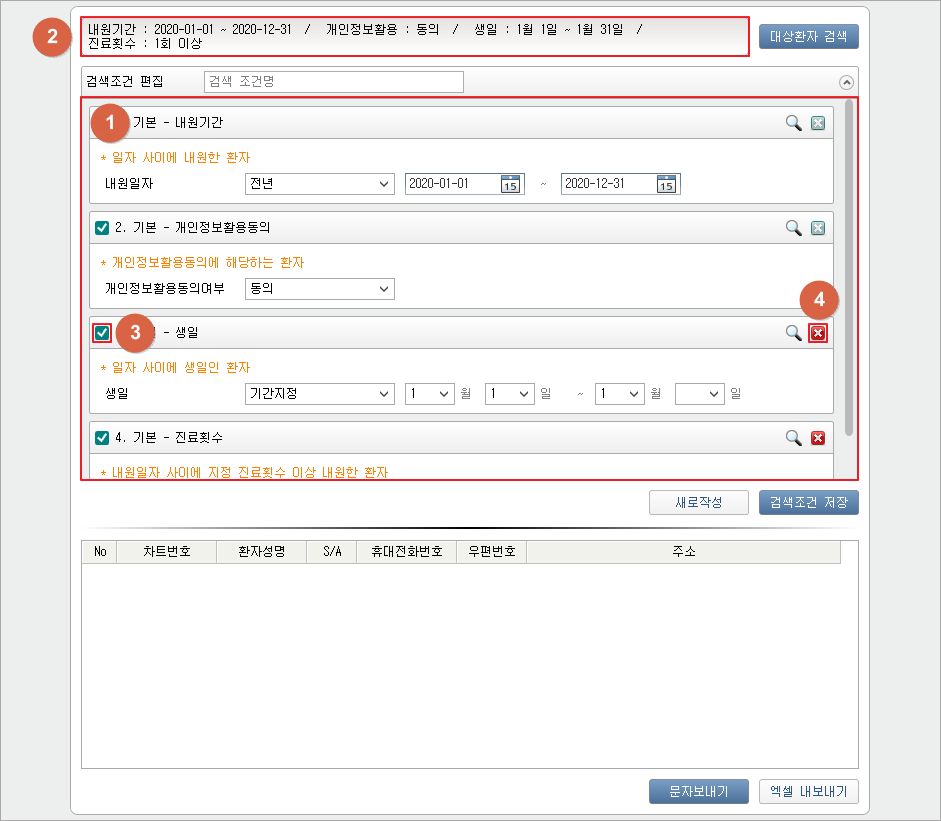 2
내원기간 : 2020-01-01 ~ 2020-12-31 / 개인정보활용 : 동의 / 생일 : 1월 1일 ~ 1월 31일 /
진료횟수 : 1회 이상
대상환자 검색
검색조건 편집 검색 조건명
1 기본 - 내원기간
* 일자 사이에 내원한 환자
내원일자 전년 2020-01-01 15 ~ 2020-12-31 15
2. 기본 - 개인정보활용동의
* 개인정보활용동의에 해당하는 환자
개인정보활용동의여부 동의
4
3 - 생일
* 일자 사이에 생일인 환자
생일 기간지정 1 월 1 일 ~ 1 월 일
4. 기본 - 진료횟수
* 내원일자 사이에 지정 진료횟수 이상 내원한 환자
새로작성 검색조건 저장
No 차트번호 환자성명 S/A 휴대전화번호 우편번호 주소
문자보내기 엑셀 내보내기